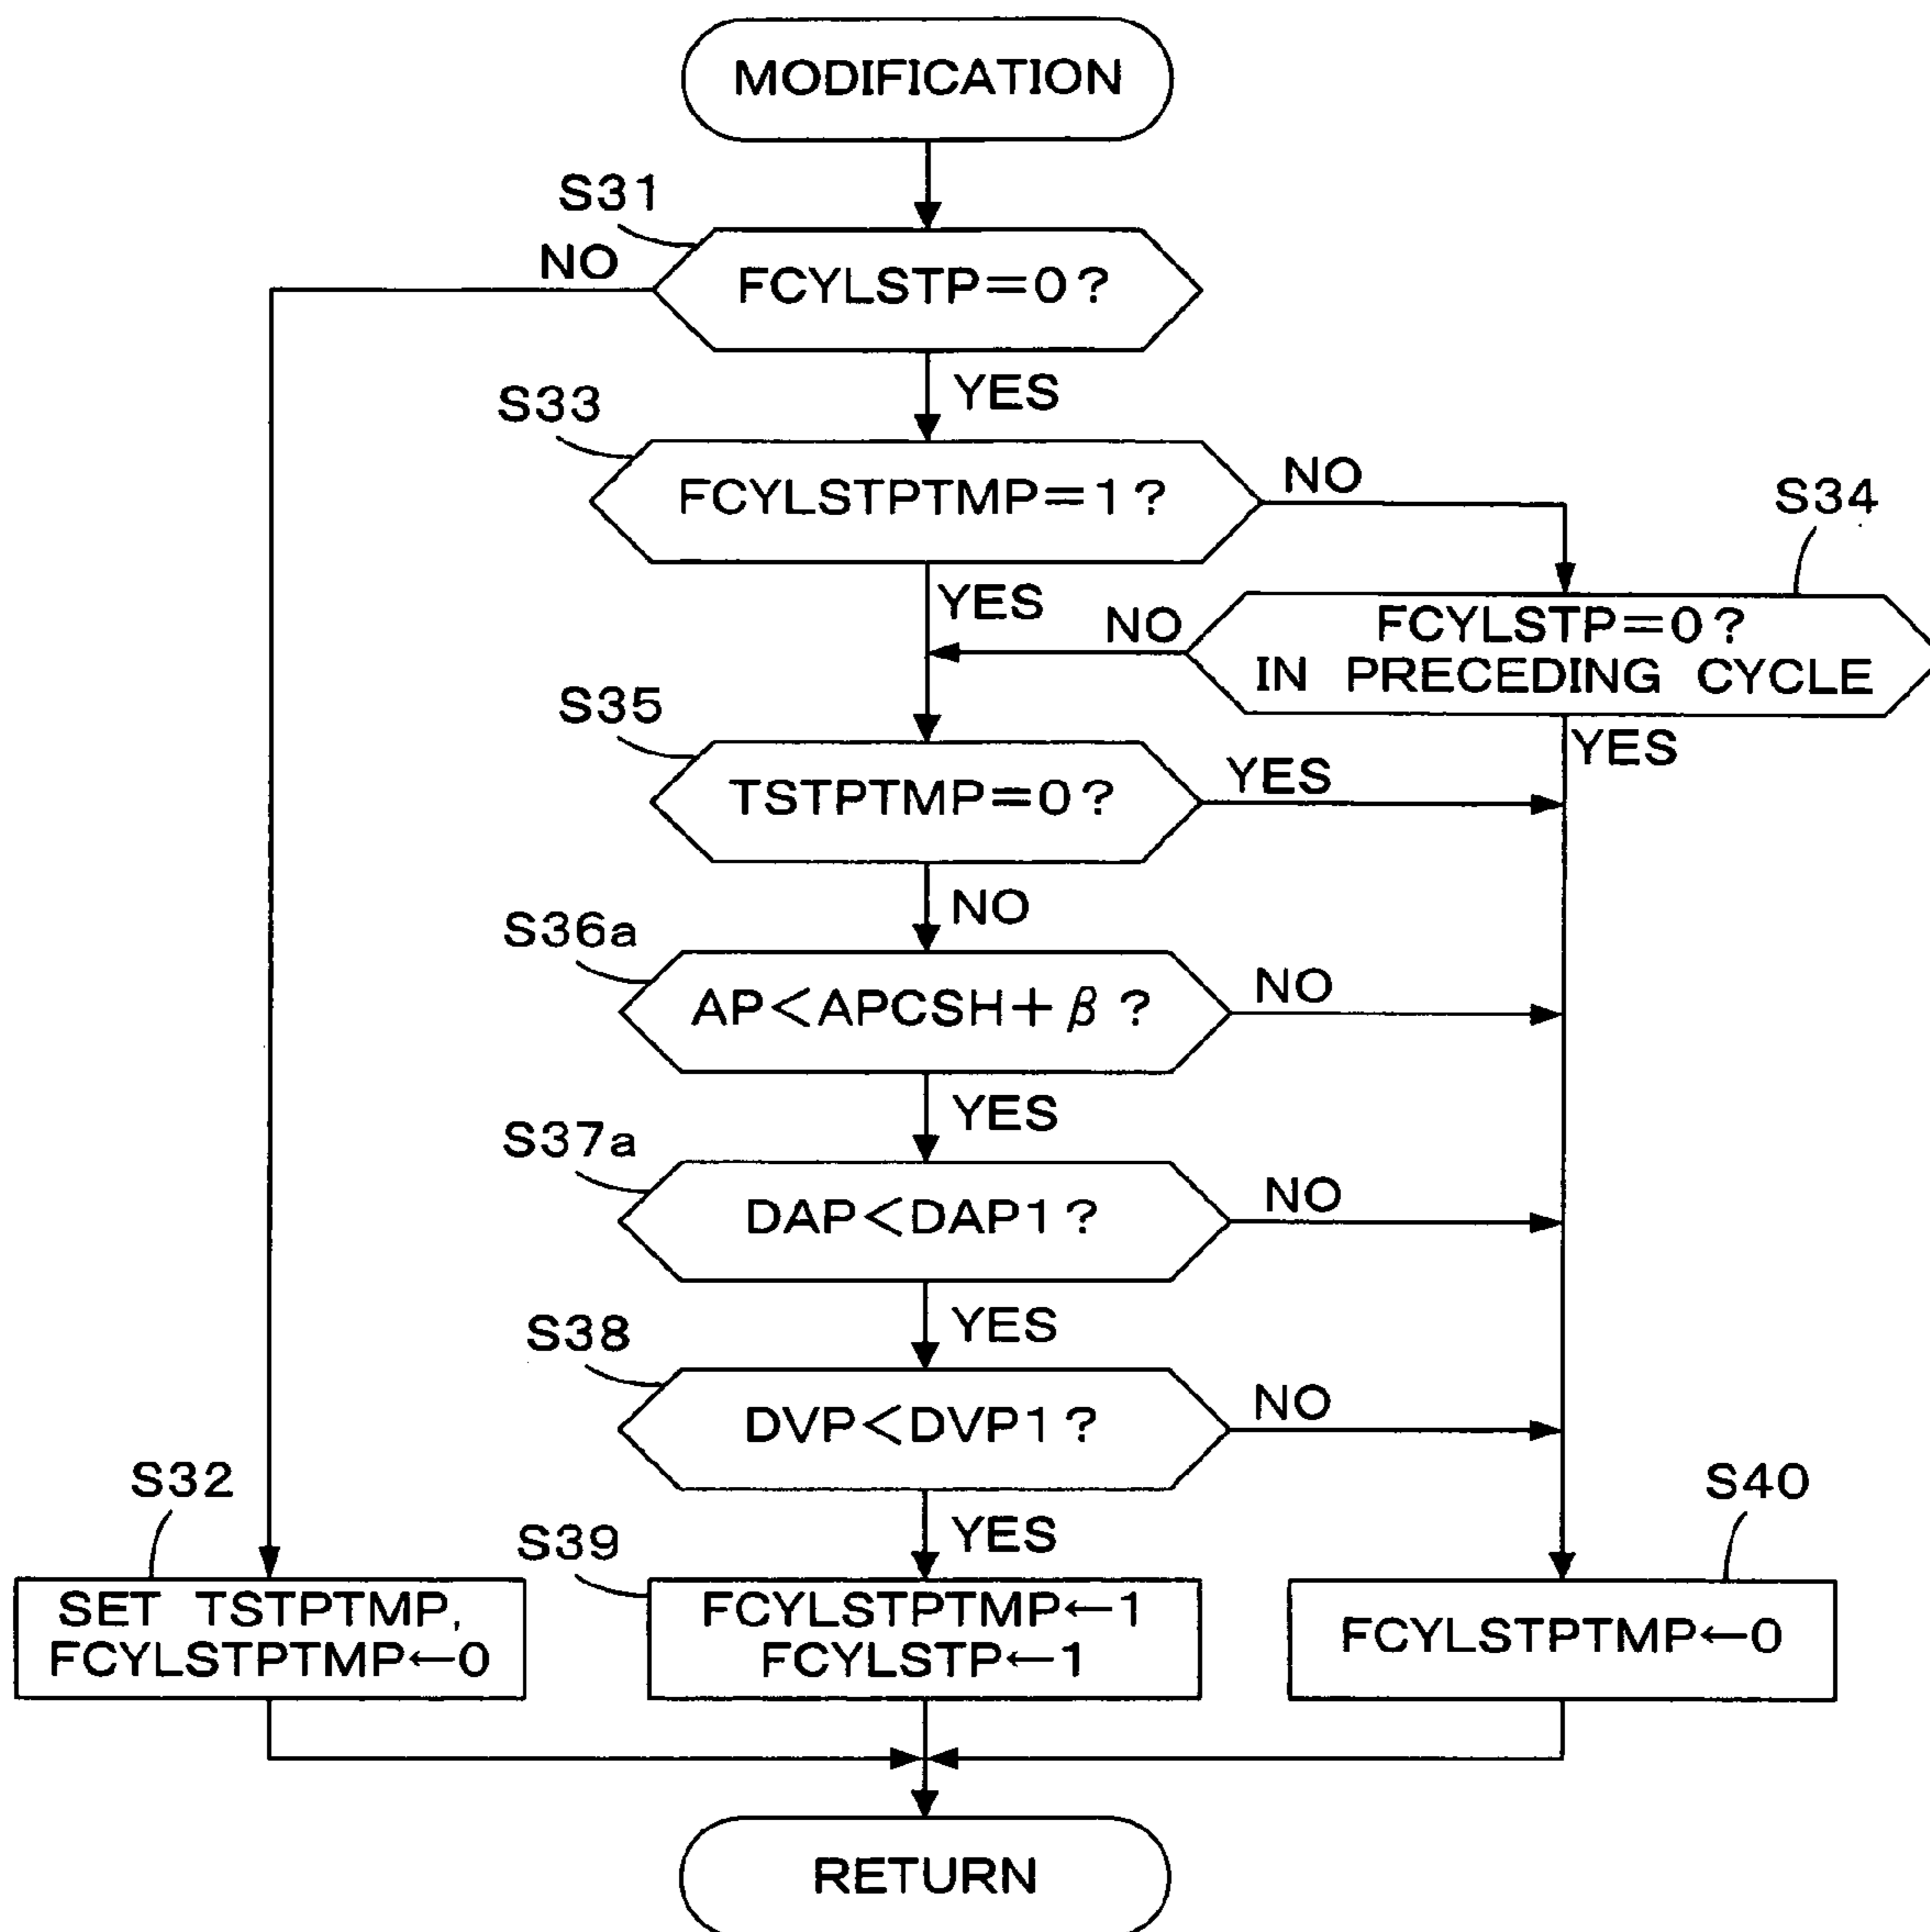 MODIFICATION
S31
NO
FCYLSTP=0?
YES
S33
FCYLSTPTMP=1?
NO
S34
YES
NO
FCYLSTP=0?
IN PRECEDING CYCLE
YES
S35
TSTPTMP=0?
YES
NO
S36a
AP<APCSH+β?
NO
YES
S37a
DAP<DAP1?
NO
YES
S38
DVP<DVP1?
NO
YES
S32
SET TSTPTMP,
FCYLSTPTMP←0
S39
FCYLSTPTMP←1
FCYLSTP←1
S40
FCYLSTPTMP←0
RETURN